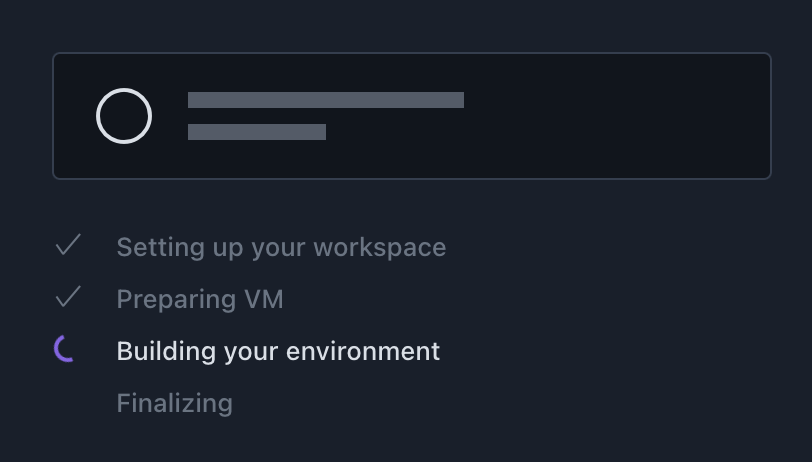 Setting up your workspace
Preparing VM
Building your environment
Finalizing